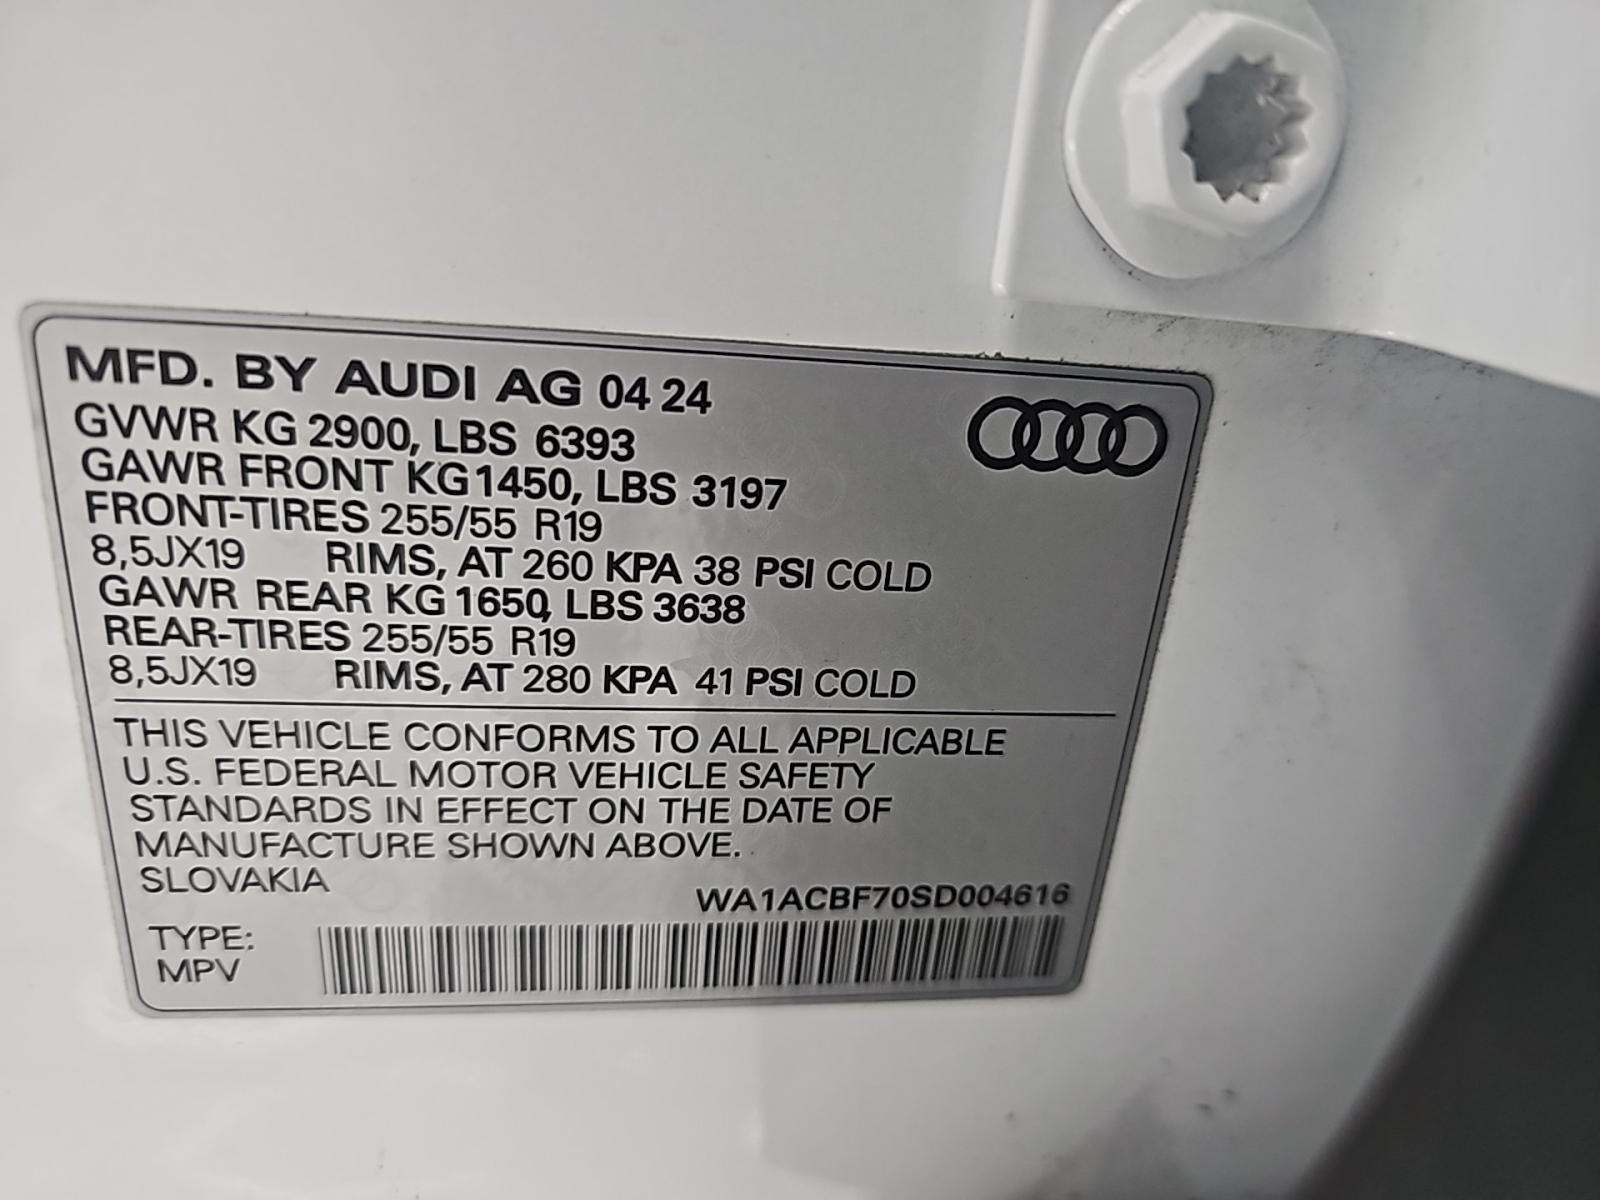 MFD. BY AUDI AG 04 24
GVWR KG 2900, LBS 6393
GAWR FRONT KG 1450, LBS 3197
FRONT-TIRES 255/55 R19
8,5JX19 RIMS, AT 260 KPA 38 PSI COLD
GAWR REAR KG 1650, LBS 3638
REAR-TIRES 255/55 R19
8,5JX19 RIMS, AT 280 KPA 41 PSI COLD
THIS VEHICLE CONFORMS TO ALL APPLICABLE
U.S. FEDERAL MOTOR VEHICLE SAFETY
STANDARDS IN EFFECT ON THE DATE OF
MANUFACTURE SHOWN ABOVE.
SLOVAKIA
WA1ACBF70SD004616
TYPE:
MPV